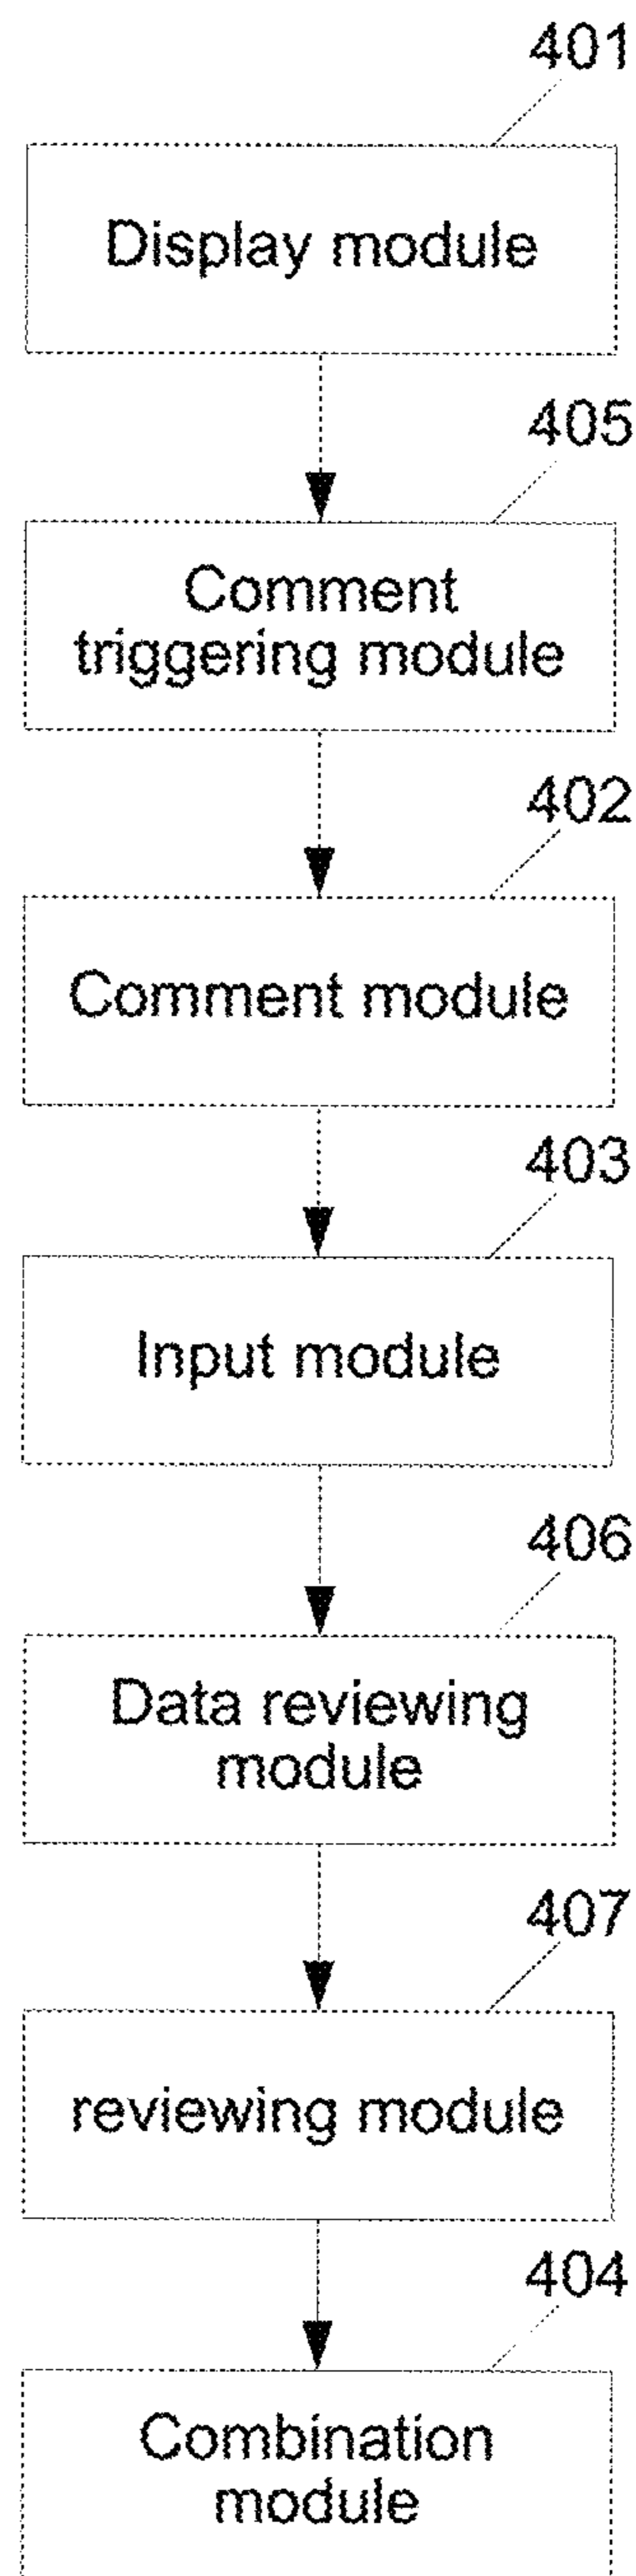 401
Display module
405
Comment
triggering module
402
Comment module
403
Input module
406
Data reviewing
module
407
reviewing module
404
Combination
module